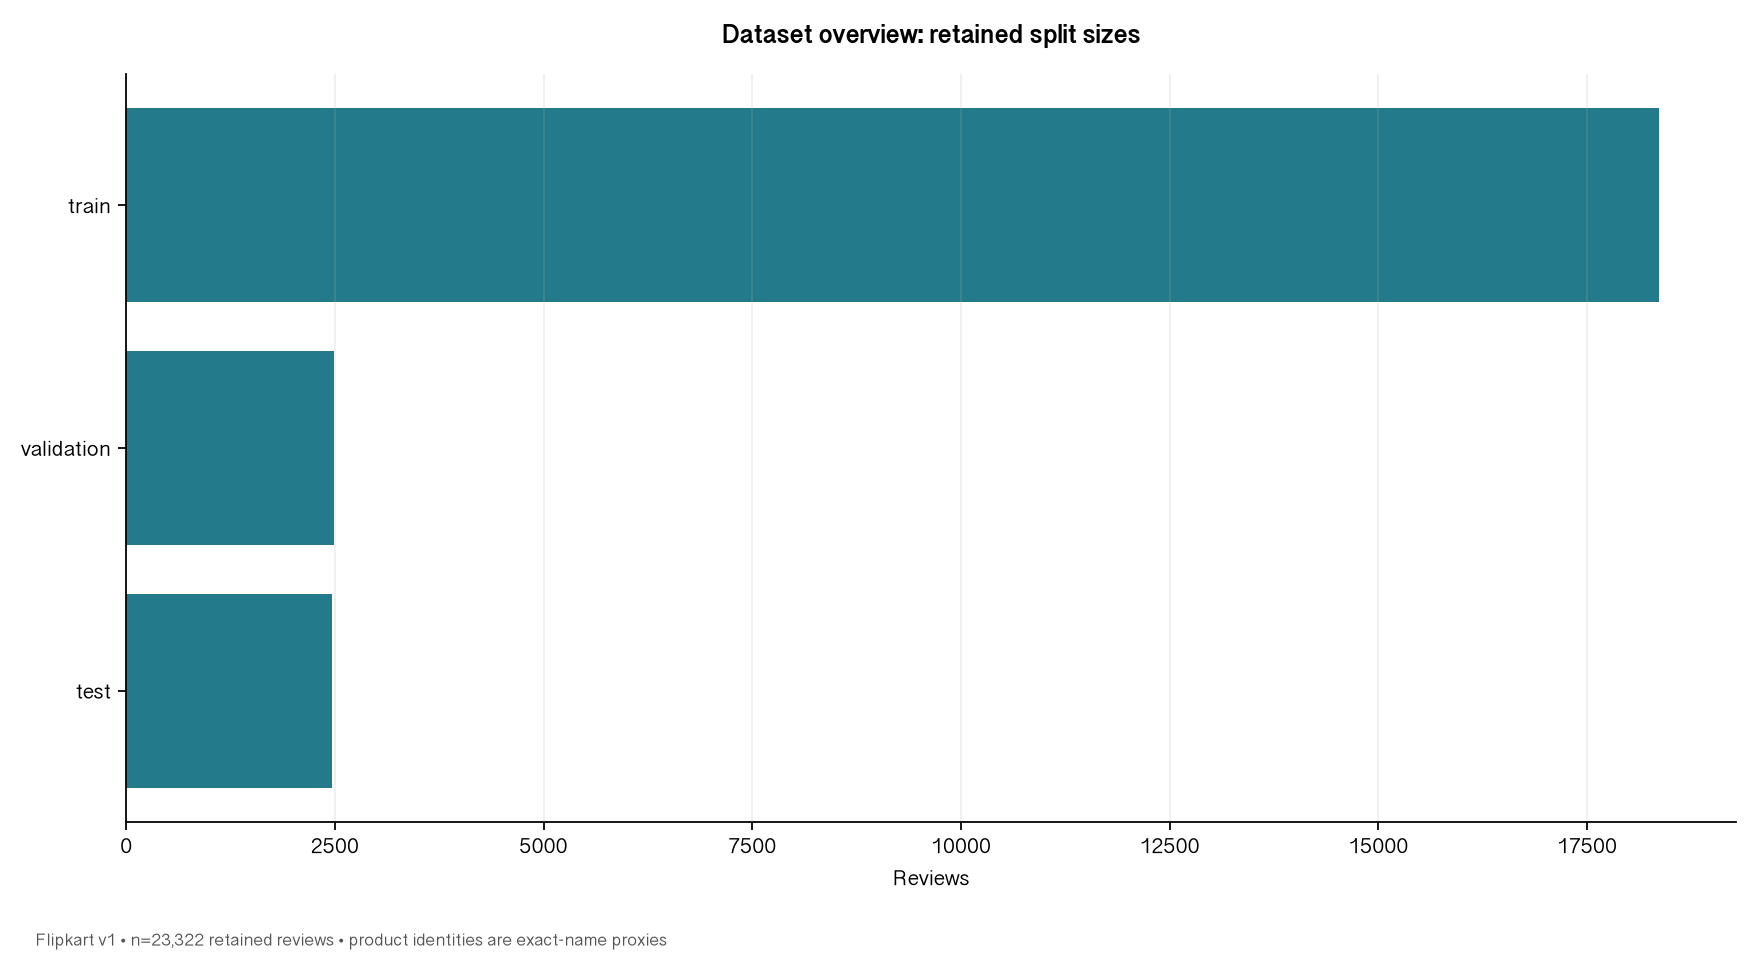 Dataset overview: retained split sizes
train
validation
test
0 2500 5000 7500 10000 12500 15000 17500
Reviews
Flipkart v1 • n=23,322 retained reviews • product identities are exact-name proxies